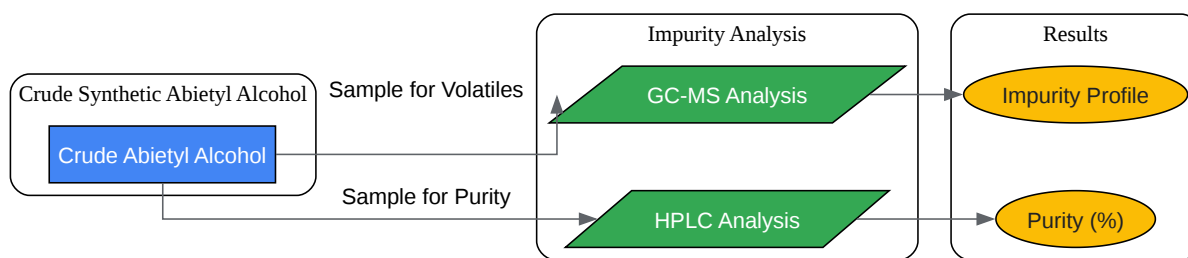 Crude Synthetic Abietyl Alcohol
Crude Abietyl Alcohol
Sample for Volatiles
Sample for Purity
Impurity Analysis
GC-MS Analysis
HPLC Analysis
Results
Impurity Profile
Purity (%)